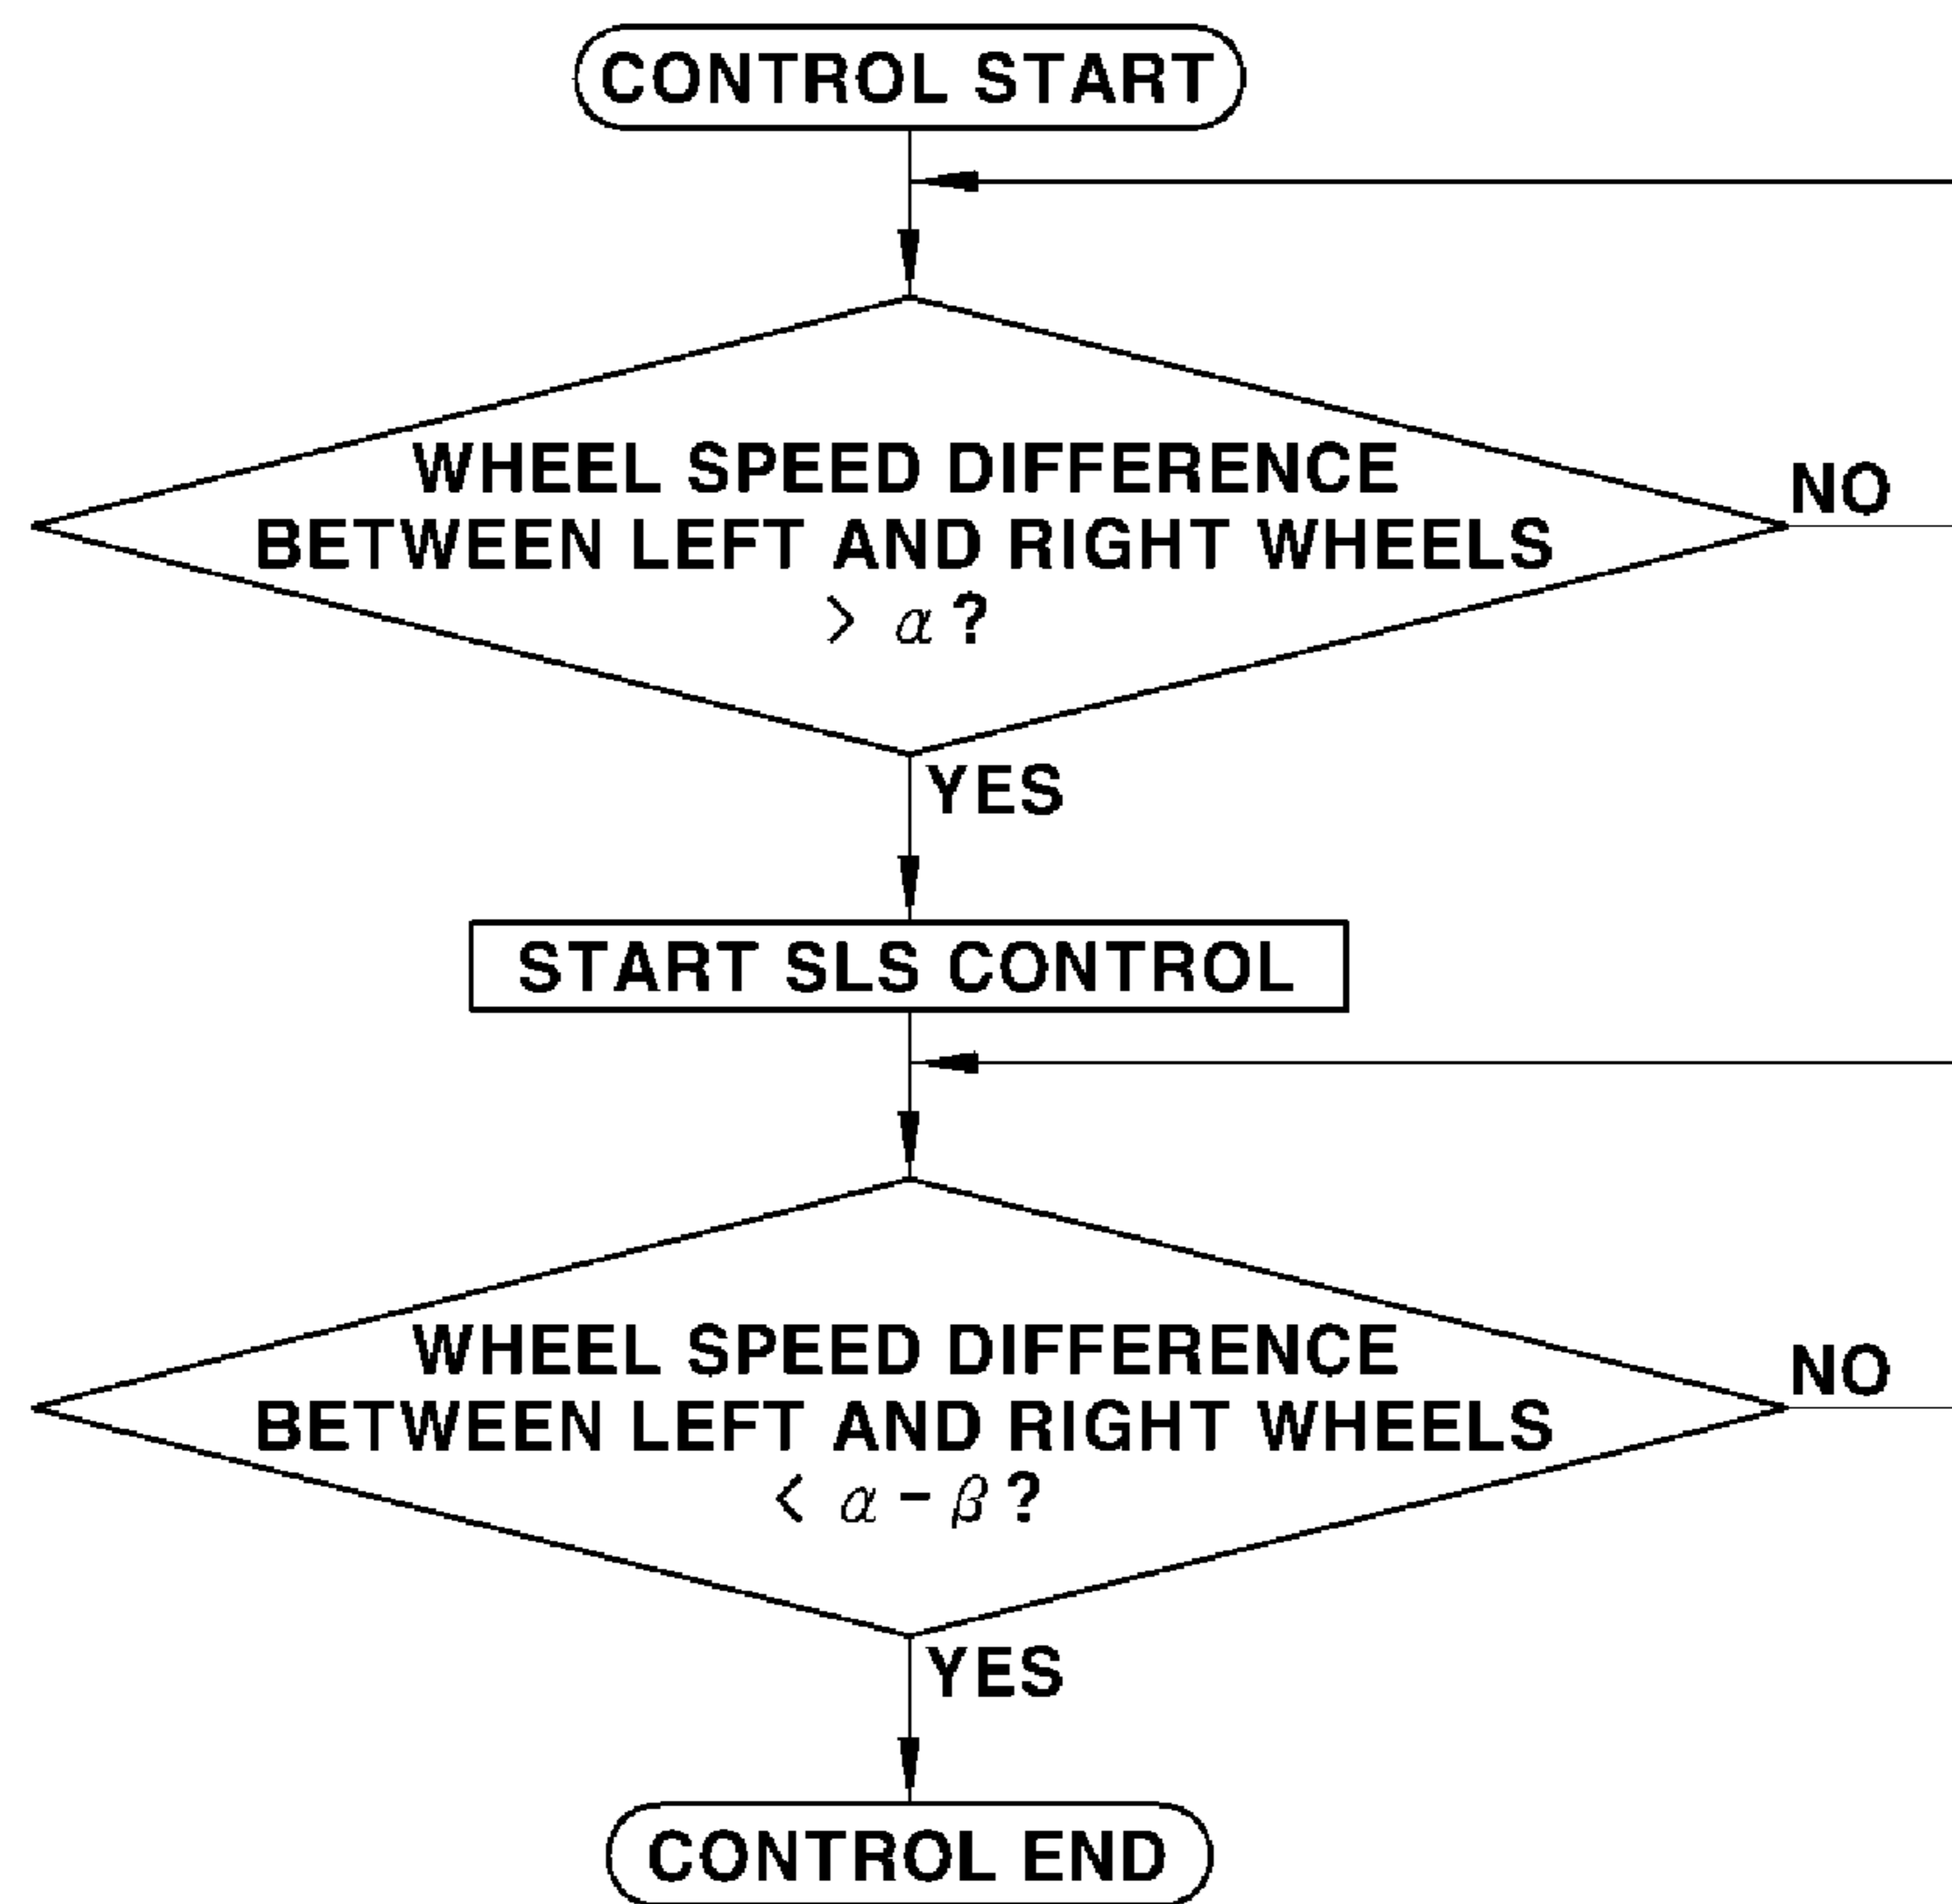 CONTROL START
WHEEL SPEED DIFFERENCE
BETWEEN LEFT AND RIGHT WHEELS
> α?
NO
YES
START SLS CONTROL
WHEEL SPEED DIFFERENCE
BETWEEN LEFT AND RIGHT WHEELS
< α - β?
NO
YES
CONTROL END